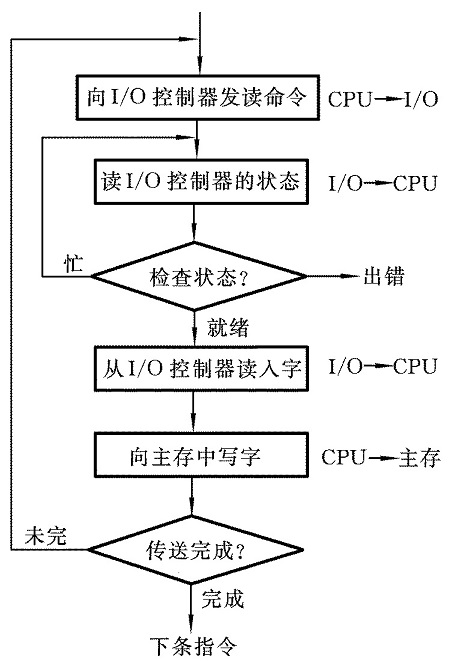 向I/O控制器发读命令 CPU→I/O
读I/O控制器的状态 I/O→CPU
忙 检查状态? 出错
就绪
从I/O控制器读入字 I/O→CPU
向主存中写字 CPU→主存
未完 传送完成?
完成
下条指令